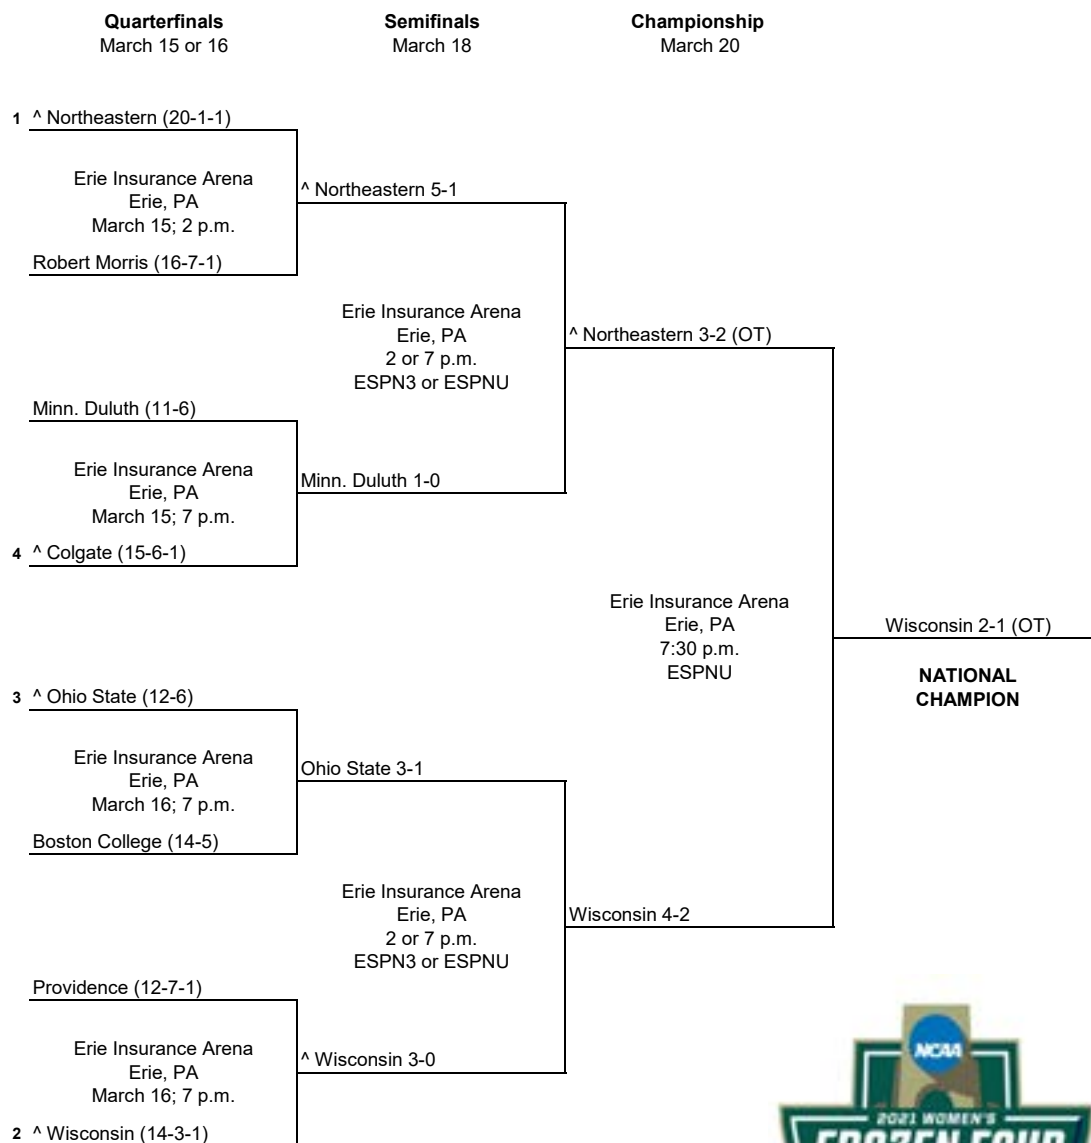 Quarterfinals
March 15 or 16
Semifinals
March 18
Championship
March 20
1 ^ Northeastern (20-1-1)
Erie Insurance Arena
Erie, PA
March 15; 2 p.m.
Robert Morris (16-7-1)
^ Northeastern 5-1
Erie Insurance Arena
Erie, PA
2 or 7 p.m.
ESPN3 or ESPNU
^ Northeastern 3-2 (OT)
Minn. Duluth (11-6)
Erie Insurance Arena
Erie, PA
March 15; 7 p.m.
Minn. Duluth 1-0
4 ^ Colgate (15-6-1)
Erie Insurance Arena
Erie, PA
7:30 p.m.
ESPNU
Wisconsin 2-1 (OT)
NATIONAL
CHAMPION
3 ^ Ohio State (12-6)
Erie Insurance Arena
Erie, PA
March 16; 7 p.m.
Ohio State 3-1
Boston College (14-5)
Erie Insurance Arena
Erie, PA
2 or 7 p.m.
ESPN3 or ESPNU
Wisconsin 4-2
Providence (12-7-1)
Erie Insurance Arena
Erie, PA
March 16; 7 p.m.
^ Wisconsin 3-0
2 ^ Wisconsin (14-3-1)
NCAA
2021 WOMEN'S
FROZEN FOUR